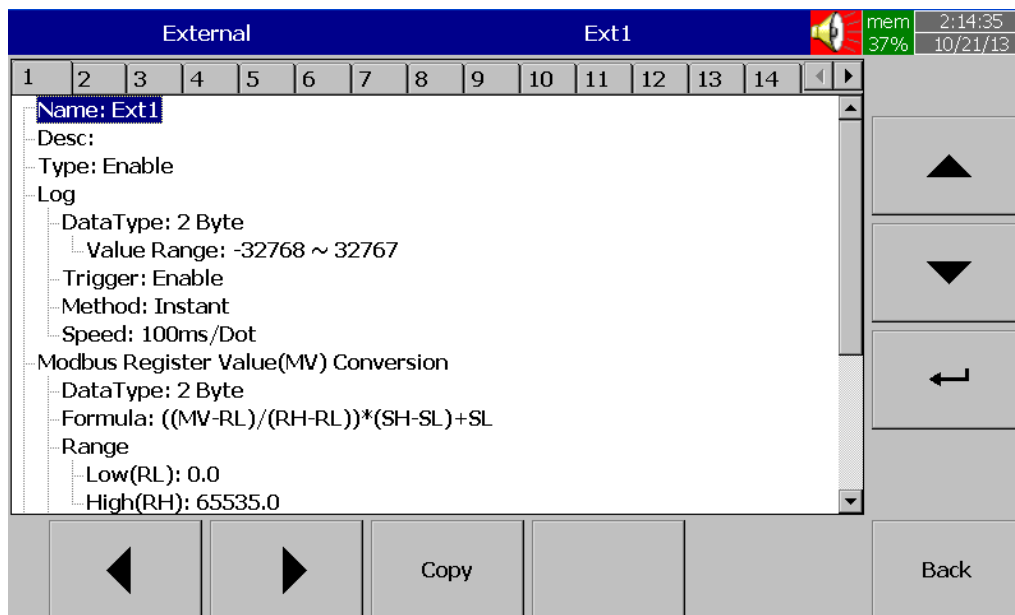 External Ext1 mem 2:14:35
37% 10/21/13
1 2 3 4 5 6 7 8 9 10 11 12 13 14
Name: Ext1
Desc:
Type: Enable
Log
DataType: 2 Byte
Value Range: -32768 ~ 32767
Trigger: Enable
Method: Instant
Speed: 100ms/Dot
Modbus Register Value(MV) Conversion
DataType: 2 Byte
Formula: ((MV-RL)/(RH-RL))*(SH-SL)+SL
Range
Low(RL): 0.0
High(RH): 65535.0
Copy Back